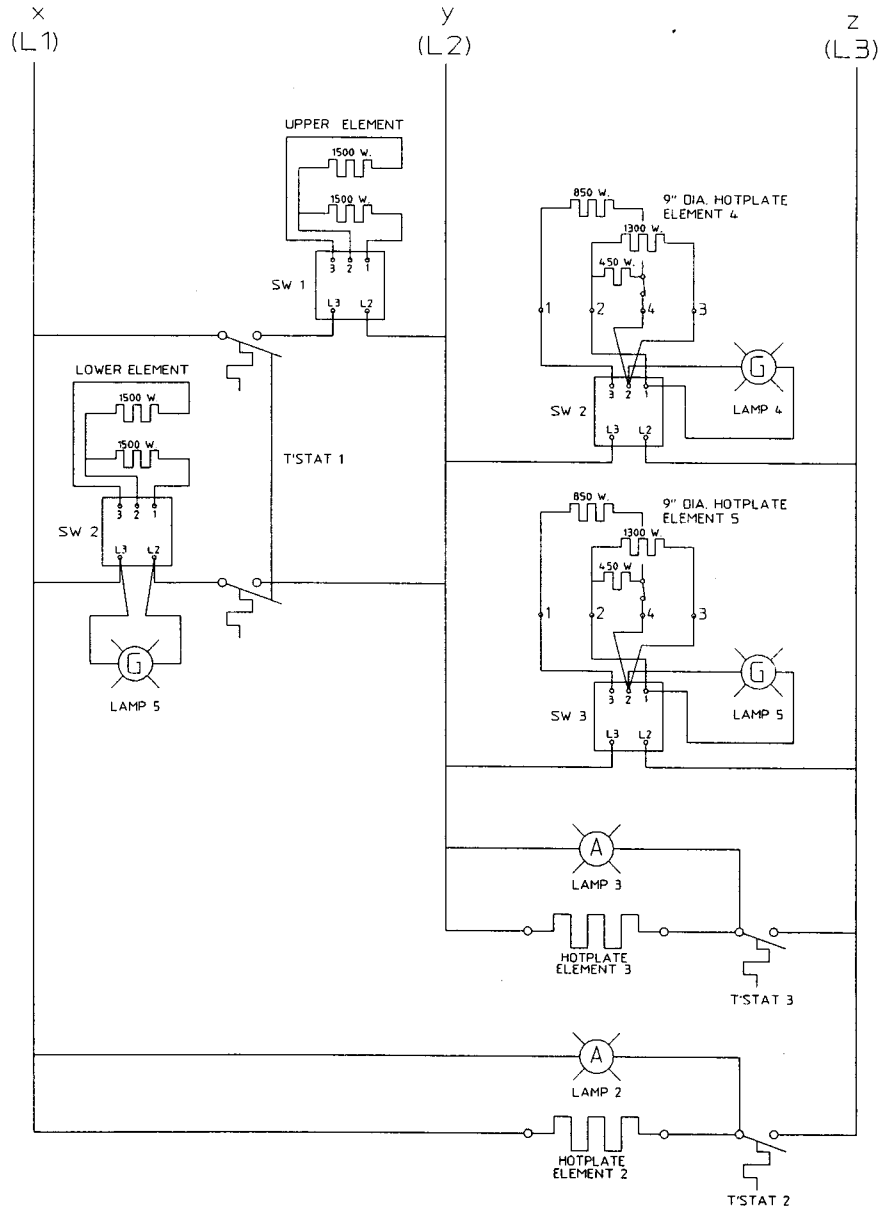 x
(L1)
y
(L2)
z
(L3)
UPPER ELEMENT
1500 W.
1500 W.
3 2 1
SW 1
L3 L2
850 W.
9" DIA. HOTPLATE
ELEMENT 4
1300 W.
450 W.
1 2 4 3
G
LAMP 4
3 2 1
SW 2
L3 L2
LOWER ELEMENT
1500 W.
1500 W.
T'STAT 1
3 2 1
SW 2
L3 L2
G
LAMP 5
850 W.
9" DIA. HOTPLATE
ELEMENT 5
1300 W.
450 W
1 2 4 3
G
LAMP 5
3 2 1
SW 3
L3 L2
A
LAMP 3
HOTPLATE
ELEMENT 3
T'STAT 3
A
LAMP 2
HOTPLATE
ELEMENT 2
T'STAT 2